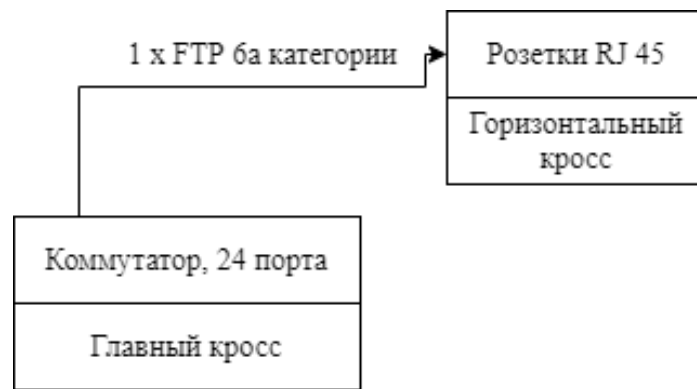 1 x FTP 6а категории
Розетки RJ 45
Горизонтальный
кросс
Коммутатор, 24 порта
Главный кросс